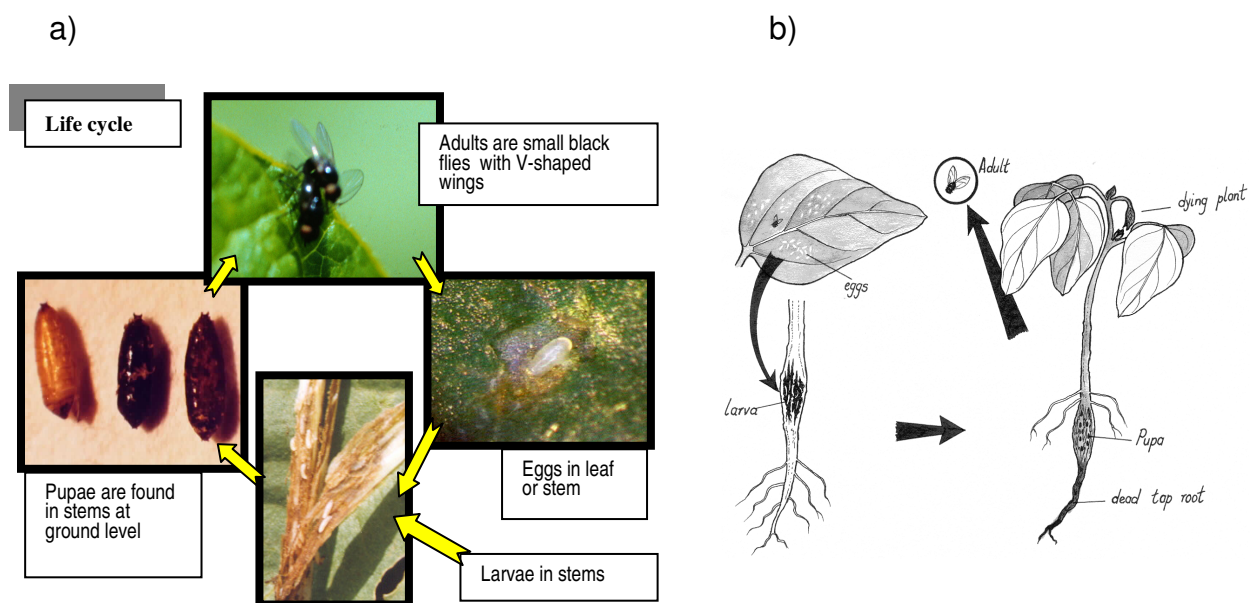 a)
b)
Life cycle
Adults are small black
flies with V-shaped
wings
Eggs in leaf
or stem
Larvae in stems
Pupae are found
in stems at
ground level
Adult
dying plant
eggs
larva
Pupa
dead tap root